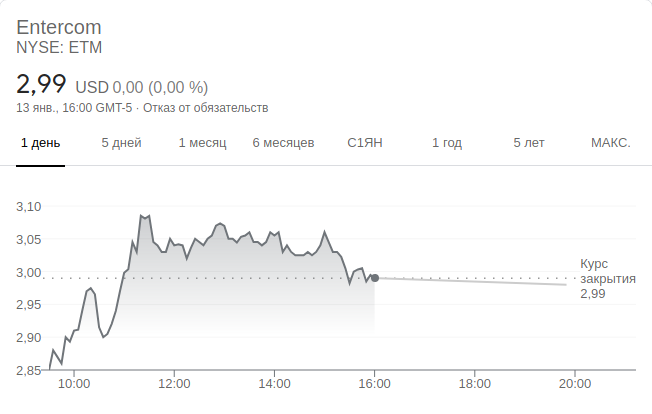 Entercom
NYSE: ETM
2,99 USD 0,00 (0,00 %)
13 янв., 16:00 GMT-5 · Отказ от обязательств
1 день 5 дней 1 месяц 6 месяцев С1ЯН 1 год 5 лет МАКС.
3,10
3,05
3,00
2,95
2,90
2,85
Курс
закрытия
2,99
10:00 12:00 14:00 16:00 18:00 20:00